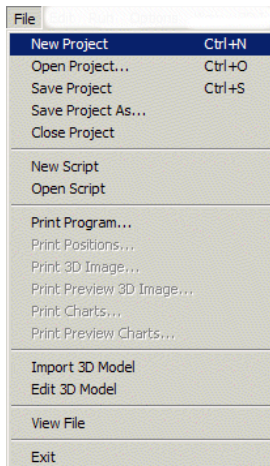 File
New Project Ctrl+N
Open Project... Ctrl+O
Save Project Ctrl+S
Save Project As...
Close Project
New Script
Open Script
Print Program...
Print Positions...
Print 3D Image...
Print Preview 3D Image...
Print Charts...
Print Preview Charts...
Import 3D Model
Edit 3D Model
View File
Exit